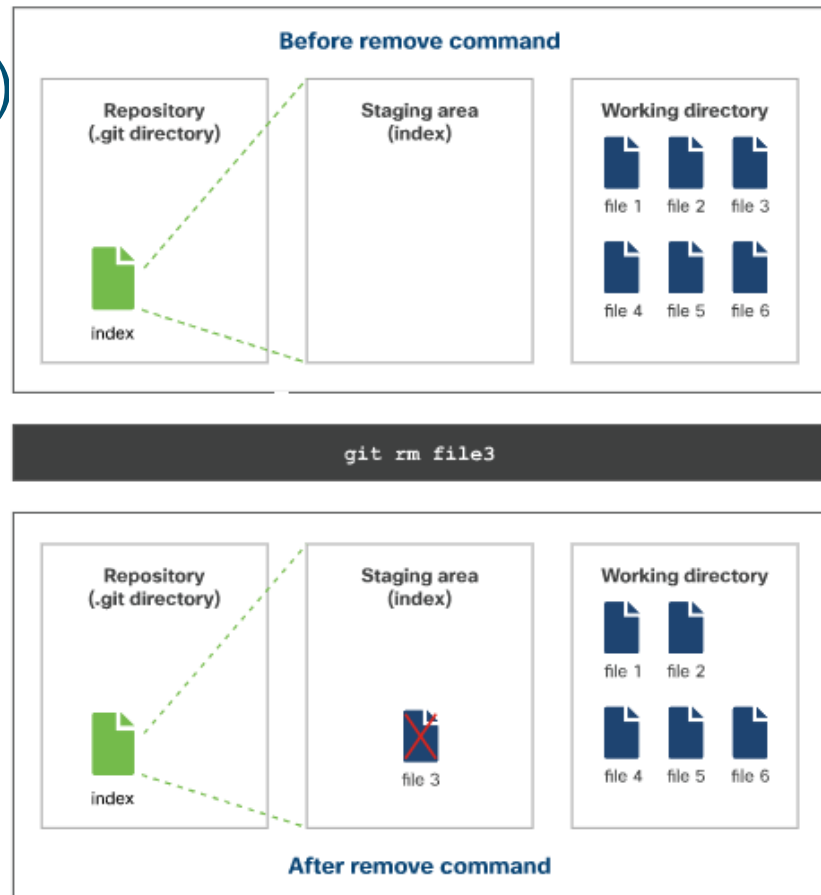 Before remove command
Repository
(.git directory)
Staging area
(index)
Working directory
file 1 file 2 file 3
file 4 file 5 file 6
index
git rm file3
Repository
(.git directory)
Staging area
(index)
Working directory
file 1 file 2
file 3
file 4 file 5 file 6
index
After remove command